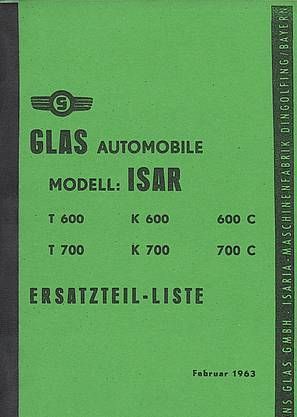 G
GLAS AUTOMOBILE
MODELL: ISAR
T 600 K 600 600 C
T 700 K 700 700 C
ERSATZTEIL-LISTE
Februar 1963
NS GLAS GMBH · ISARIA-MASCHINENFABRIK DINGOLFING/BAYERN